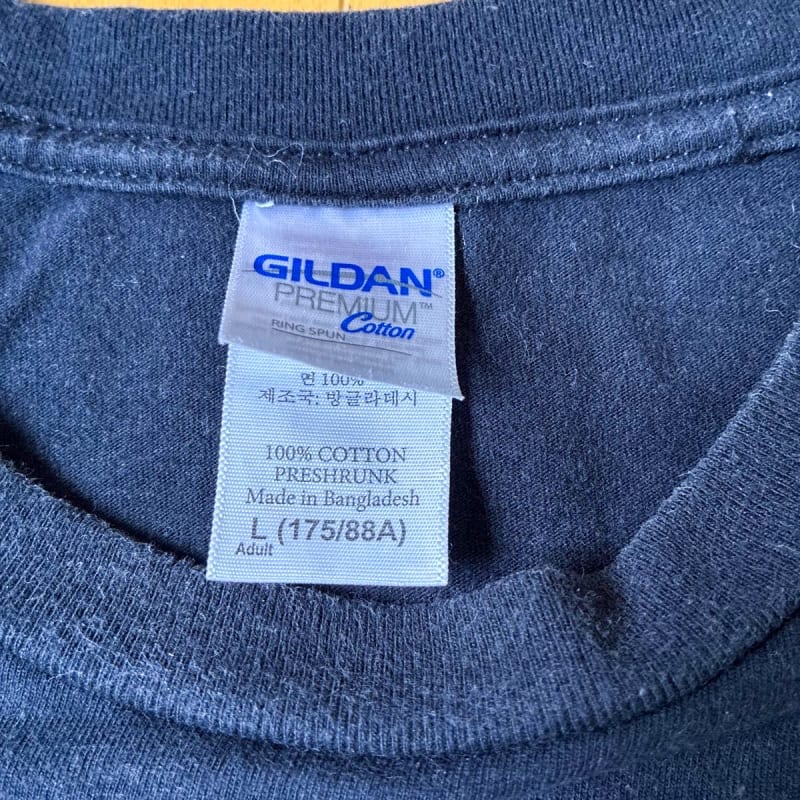 GILDAN®
PREMIUM™
RING SPUN Cotton
면 100%
제조국: 방글라데시
100% COTTON
PRESHRUNK
Made in Bangladesh
L (175/88A)
Adult